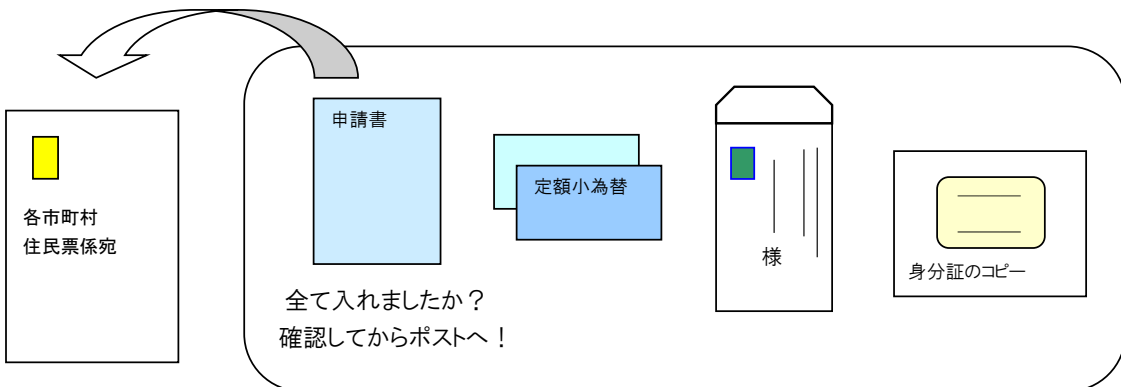 各市町村
住民票係宛
申請書
定額小為替
様
身分証のコピー
全て入れましたか？
確認してからポストへ！